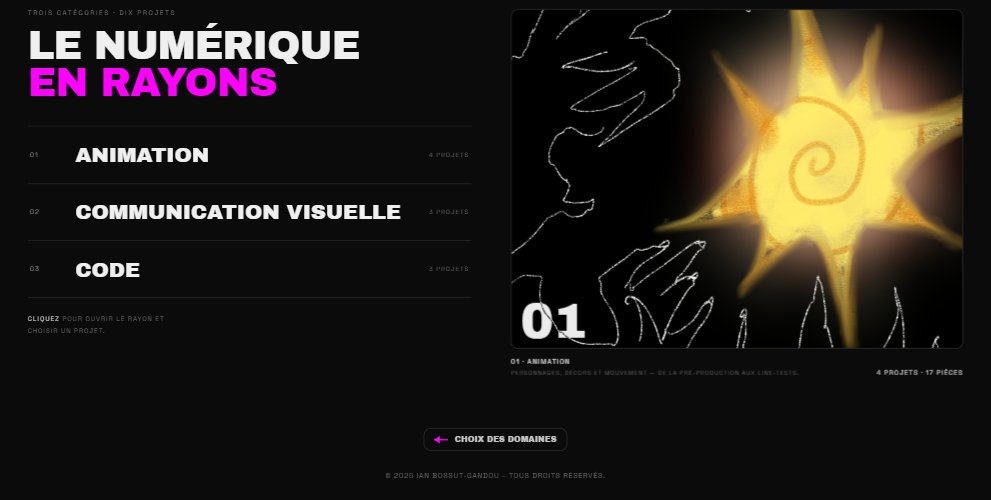 TROIS CATÉGORIES · DIX PROJETS
LE NUMÉRIQUE
EN RAYONS
01 ANIMATION 4 PROJETS
02 COMMUNICATION VISUELLE 3 PROJETS
03 CODE 3 PROJETS
CLIQUEZ POUR OUVRIR LE RAYON ET
CHOISIR UN PROJET.
01
01 · ANIMATION
PERSONNAGES, DÉCORS ET MOUVEMENT — DE LA PRÉ-PRODUCTION AUX LINE-TESTS.
4 PROJETS · 17 PIÈCES
← CHOIX DES DOMAINES
© 2025 IAN BOSSUT-GANDOU – TOUS DROITS RÉSERVÉS.